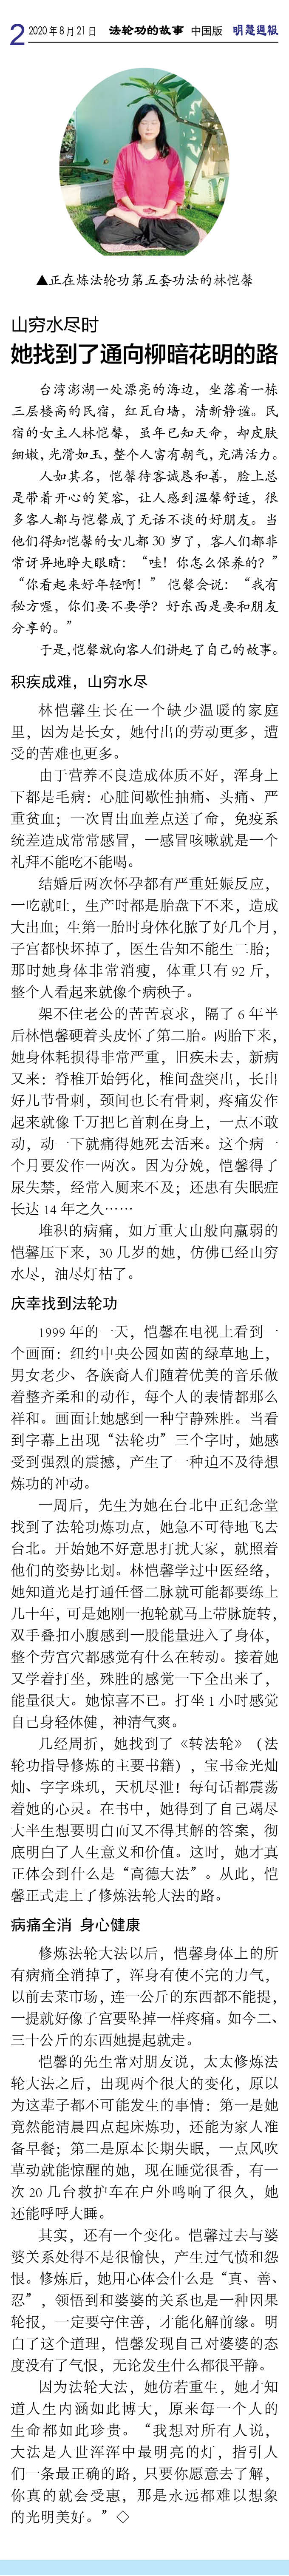 2 2020年8月21日 法轮功的故事 中国版 明慧週報
▲正在炼法轮功第五套功法的林恺馨
山穷水尽时
她找到了通向柳暗花明的路
台湾澎湖一处漂亮的海边，坐落着一栋
三层楼高的民宿，红瓦白墙，清新静谧。民
宿的女主人林恺馨，虽年已知天命，却皮肤
细嫩，光滑如玉，整个人富有朝气，充满活力。
人如其名，恺馨待客诚恳和善，脸上总
是带着开心的笑容，让人感到温馨舒适，很
多客人都与恺馨成了无话不谈的好朋友。当
他们得知恺馨的女儿都30岁了，客人们都非
常讶异地睁大眼睛：“哇！你怎么保养的？”
“你看起来好年轻啊！”恺馨会说：“我有
秘方喔，你们要不要学？好东西是要和朋友
分享的。”
于是，恺馨就向客人们讲起了自己的故事。
积疾成难，山穷水尽
林恺馨生长在一个缺少温暖的家庭
里，因为是长女，她付出的劳动更多，遭
受的苦难也更多。
由于营养不良造成体质不好，浑身上
下都是毛病：心脏间歇性抽痛、头痛、严
重贫血；一次胃出血差点送了命，免疫系
统差造成常常感冒，一感冒咳嗽就是一个
礼拜不能吃不能喝。
结婚后两次怀孕都有严重妊娠反应，
一吃就吐，生产时都是胎盘下不来，造成
大出血；生第一胎时身体化脓了好几个月，
子宫都快坏掉了，医生告知不能生二胎；
那时她身体非常消瘦，体重只有92斤，
整个人看起来就像个病秧子。
架不住老公的苦苦哀求，隔了6年半
后林恺馨硬着头皮怀了第二胎。两胎下来，
她身体耗损得非常严重，旧疾未去，新病
又来：脊椎开始钙化，椎间盘突出，长出
好几节骨刺，颈间也长有骨刺，疼痛发作
起来就像千万把匕首刺在身上，一点不敢
动，动一下就痛得她死去活来。这个病一
个月要发作一两次。因为分娩，恺馨得了
尿失禁，经常入厕来不及；还患有失眠症
长达14年之久……
堆积的病痛，如万重大山般向羸弱的
恺馨压下来，30几岁的她，仿佛已经山穷
水尽，油尽灯枯了。
庆幸找到法轮功
1999年的一天，恺馨在电视上看到一
个画面：纽约中央公园如茵的绿草地上，
男女老少、各族裔人们随着优美的音乐做
着整齐柔和的动作，每个人的表情都那么
祥和。画面让她感到一种宁静殊胜。当看
到字幕上出现“法轮功”三个字时，她感
受到强烈的震撼，产生了一种迫不及待想
炼功的冲动。
一周后，先生为她在台北中正纪念堂
找到了法轮功炼功点，她急不可待地飞去
台北。开始她不好意思打扰大家，就照着
他们的姿势比划。林恺馨学过中医经络，
她知道光是打通任督二脉就可能都要练上
几十年，可是她刚一抱轮就马上带脉旋转，
双手叠扣小腹感到一股能量进入了身体，
整个劳宫穴都感觉有什么在转动。接着她
又学着打坐，殊胜的感觉一下全出来了，
能量很大。她惊喜不已。打坐1小时感觉
自己身轻体健，神清气爽。
几经周折，她找到了《转法轮》（法
轮功指导修炼的主要书籍），宝书金光灿
灿、字字珠玑，天机尽泄！每句话都震荡
着她的心灵。在书中，她得到了自己竭尽
大半生想要明白而又不得其解的答案，彻
底明白了人生意义和价值。这时，她才真
正体会到什么是“高德大法”。从此，恺
馨正式走上了修炼法轮大法的路。
病痛全消 身心健康
修炼法轮大法以后，恺馨身体上的所
有病痛全消掉了，浑身有使不完的力气，
以前去菜市场，连一公斤的东西都不能提，
一提就好像子宫要坠掉一样疼痛。如今二、
三十公斤的东西她提起就走。
恺馨的先生常对朋友说，太太修炼法
轮大法之后，出现两个很大的变化，原以
为这辈子都不可能发生的事情：第一是她
竟然能清晨四点起床炼功，还能为家人准
备早餐；第二是原本长期失眠，一点风吹
草动就能惊醒的她，现在睡觉很香，有一
次20几台救护车在户外鸣响了很久，她
还能呼呼大睡。
其实，还有一个变化。恺馨过去与婆
婆关系处得不是很愉快，产生过气愤和怨
恨。修炼后，她用心体会什么是“真、善、
忍”，领悟到和婆婆的关系也是一种因果
轮报，一定要守住善，才能化解前缘。明
白了这个道理，恺馨发现自己对婆婆的态
度没有了气恨，无论发生什么都很平静。
因为法轮大法，她仿若重生，她才知
道人生内涵如此博大，原来每一个人的
生命都如此珍贵。“我想对所有人说，
大法是人世浑浑中最明亮的灯，指引人
们一条最正确的路，只要你愿意去了解，
你真的就会受惠，那是永远都难以想象
的光明美好。”◇